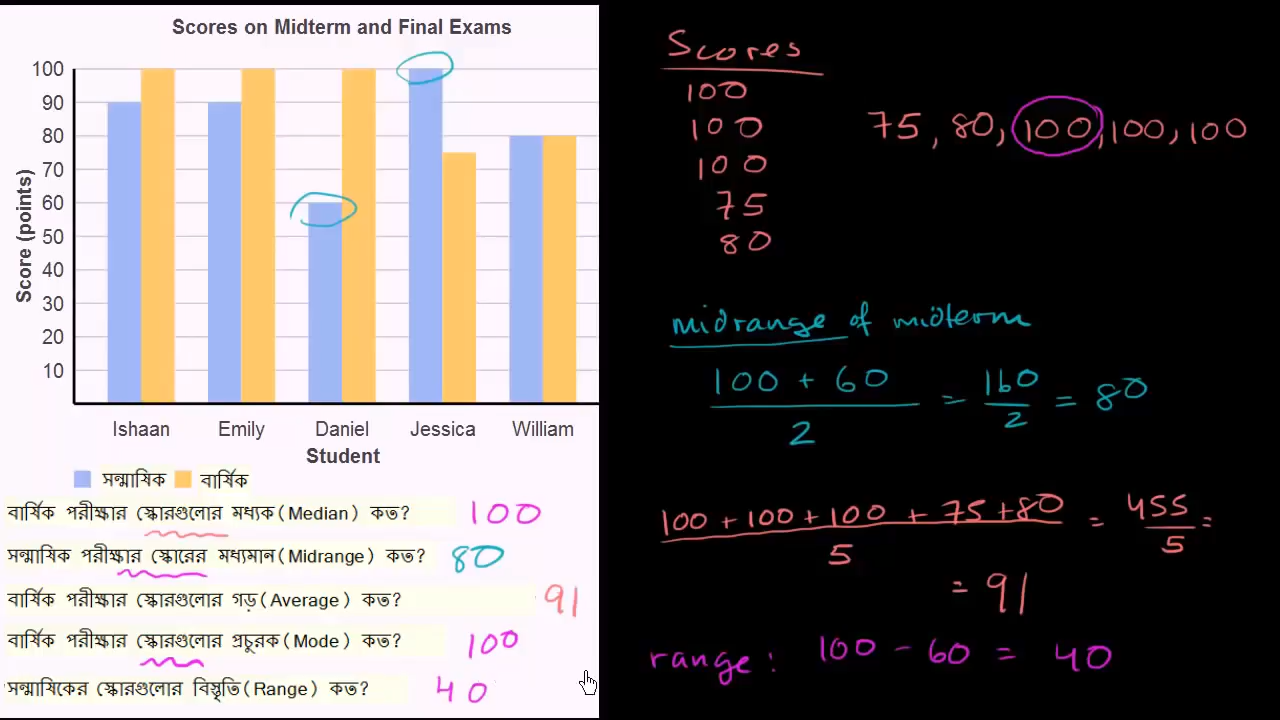 Scores on Midterm and Final Exams
100
90
80
70
60
50
40
30
20
10
Score (points)
Ishaan Emily Daniel Jessica William
Student
সন্মাষিক বার্ষিক
বার্ষিক পরীক্ষার স্কোরগুলোর মধ্যক(Median) কত? 100
সন্মাষিক পরীক্ষার স্কোরের মধ্যমান(Midrange) কত? 80
বার্ষিক পরীক্ষার স্কোরগুলোর গড়(Average) কত? 91
বার্ষিক পরীক্ষার স্কোরগুলোর প্রচুরক(Mode) কত? 100
সন্মাষিকের স্কোরগুলোর বিস্তৃতি(Range) কত? 40
Scores
100
100
100
75
80
75, 80, 100, 100, 100
midrange of midterm
100 + 60
2
= 160/2 = 80
100 + 100 + 100 + 75 + 80
5
= 455/5 =
= 91
range: 100 - 60 = 40